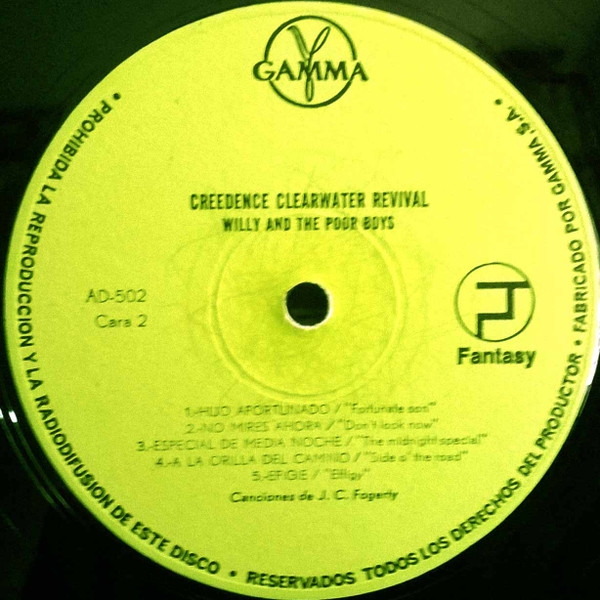 GAMMA
CREEDENCE CLEARWATER REVIVAL
WILLY AND THE POOR BOYS
AD-502
Cara 2
Fantasy
1.-HIJO AFORTUNADO / "Fortunate son"
2.-NO MIRES AHORA / "Don't look now"
3.-ESPECIAL DE MEDIA NOCHE / "The midnight special"
4.-A LA ORILLA DEL CAMINO / "Side o' the road"
5.-EFIGIE / "Effigy"
Canciones de J. C. Fogerty
• PROHIBIDA LA REPRODUCCION Y LA RADIODIFUSION DE ESTE DISCO • RESERVADOS TODOS LOS DERECHOS DEL PRODUCTOR • FABRICADO POR GAMMA, S.A. •